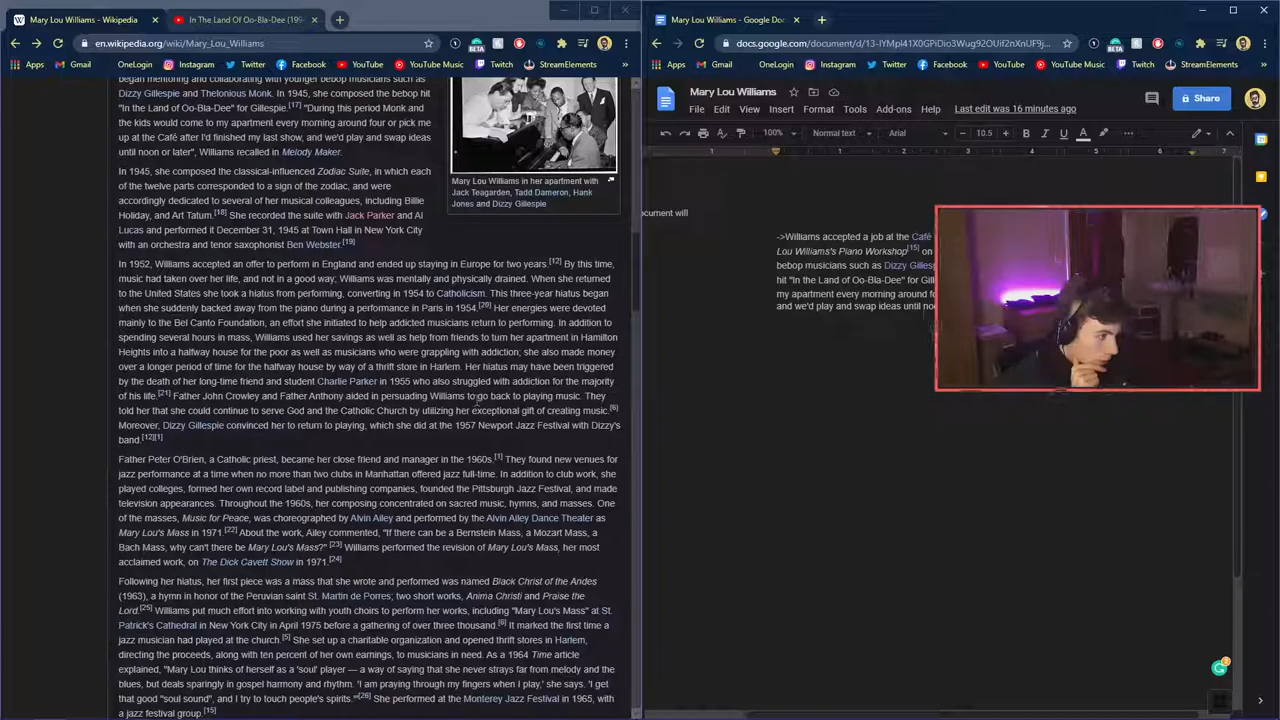 Mary Lou Williams - Wikipedia
In The Land Of Oo-Bla-Dee (199
en.wikipedia.org/wiki/Mary_Lou_Williams
BETA
Apps Gmail OneLogin Instagram Twitter Facebook YouTube YouTube Music Twitch StreamElements
began mentoring and collaborating with younger bebop musicians such as
Dizzy Gillespie and Thelonious Monk. In 1945, she composed the bebop hit
"In the Land of Oo-Bla-Dee" for Gillespie.[17] "During this period Monk and
the kids would come to my apartment every morning around four or pick me
up at the Café after I'd finished my last show, and we'd play and swap ideas
until noon or later", Williams recalled in Melody Maker.
Mary Lou Williams in her apartment with
Jack Teagarden, Tadd Dameron, Hank
Jones and Dizzy Gillespie
In 1945, she composed the classical-influenced Zodiac Suite, in which each
of the twelve parts corresponded to a sign of the zodiac, and were
accordingly dedicated to several of her musical colleagues, including Billie
Holiday, and Art Tatum.[18] She recorded the suite with Jack Parker and Al
Lucas and performed it December 31, 1945 at Town Hall in New York City
with an orchestra and tenor saxophonist Ben Webster.[19]
In 1952, Williams accepted an offer to perform in England and ended up staying in Europe for two years.[12] By this time,
music had taken over her life, and not in a good way; Williams was mentally and physically drained. When she returned
to the United States she took a hiatus from performing, converting in 1954 to Catholicism. This three-year hiatus began
when she suddenly backed away from the piano during a performance in Paris in 1954.[20] Her energies were devoted
mainly to the Bel Canto Foundation, an effort she initiated to help addicted musicians return to performing. In addition to
spending several hours in mass, Williams used her savings as well as help from friends to turn her apartment in Hamilton
Heights into a halfway house for the poor as well as musicians who were grappling with addiction; she also made money
over a longer period of time for the halfway house by way of a thrift store in Harlem. Her hiatus may have been triggered
by the death of her long-time friend and student Charlie Parker in 1955 who also struggled with addiction for the majority
of his life.[21] Father John Crowley and Father Anthony aided in persuading Williams to go back to playing music. They
told her that she could continue to serve God and the Catholic Church by utilizing her exceptional gift of creating music.[6]
Moreover, Dizzy Gillespie convinced her to return to playing, which she did at the 1957 Newport Jazz Festival with Dizzy's
band.[12][1]
Father Peter O'Brien, a Catholic priest, became her close friend and manager in the 1960s.[1] They found new venues for
jazz performance at a time when no more than two clubs in Manhattan offered jazz full-time. In addition to club work, she
played colleges, formed her own record label and publishing companies, founded the Pittsburgh Jazz Festival, and made
television appearances. Throughout the 1960s, her composing concentrated on sacred music, hymns, and masses. One
of the masses, Music for Peace, was choreographed by Alvin Ailey and performed by the Alvin Ailey Dance Theater as
Mary Lou's Mass in 1971.[22] About the work, Ailey commented, "If there can be a Bernstein Mass, a Mozart Mass, a
Bach Mass, why can't there be Mary Lou's Mass?" [23] Williams performed the revision of Mary Lou's Mass, her most
acclaimed work, on The Dick Cavett Show in 1971.[24]
Following her hiatus, her first piece was a mass that she wrote and performed was named Black Christ of the Andes
(1963), a hymn in honor of the Peruvian saint St. Martin de Porres; two short works, Anima Christi and Praise the
Lord.[25] Williams put much effort into working with youth choirs to perform her works, including "Mary Lou's Mass" at St.
Patrick's Cathedral in New York City in April 1975 before a gathering of over three thousand.[6] It marked the first time a
jazz musician had played at the church.[5] She set up a charitable organization and opened thrift stores in Harlem,
directing the proceeds, along with ten percent of her own earnings, to musicians in need. As a 1964 Time article
explained, "Mary Lou thinks of herself as a 'soul' player — a way of saying that she never strays far from melody and the
blues, but deals sparingly in gospel harmony and rhythm. 'I am praying through my fingers when I play,' she says. 'I get
that good "soul sound", and I try to touch people's spirits.'"[26] She performed at the Monterey Jazz Festival in 1965, with
a jazz festival group.[15]
Mary Lou Williams - Google Doc
docs.google.com/document/d/13-IYMpI41X0GPiDio3Wug92OUif2nXnUF9j...
BETA
Apps Gmail OneLogin Instagram Twitter Facebook YouTube YouTube Music Twitch StreamElements
Mary Lou Williams
File Edit View Insert Format Tools Add-ons Help Last edit was 16 minutes ago
Share
100% Normal text Arial 10.5 B I U A
1 1 2 3 4 5 6 7
ocument will
->Williams accepted a job at the Café
Lou Williams's Piano Workshop[15] on
bebop musicians such as Dizzy Gillesp
hit "In the Land of Oo-Bla-Dee" for Gill
my apartment every morning around fo
and we'd play and swap ideas until noo